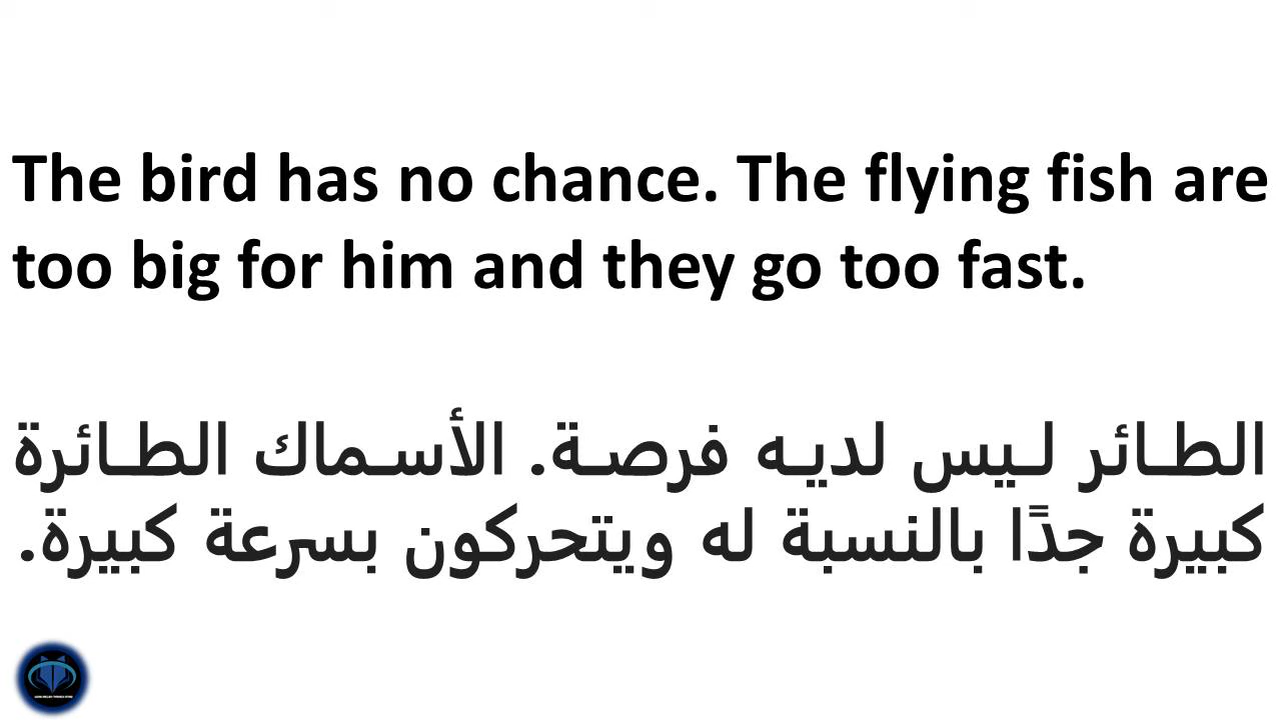 The bird has no chance. The flying fish are
too big for him and they go too fast.
الطائر ليس لديه فرصة. الأسماك الطائرة
كبيرة جدًا بالنسبة له ويتحركون بسرعة كبيرة.